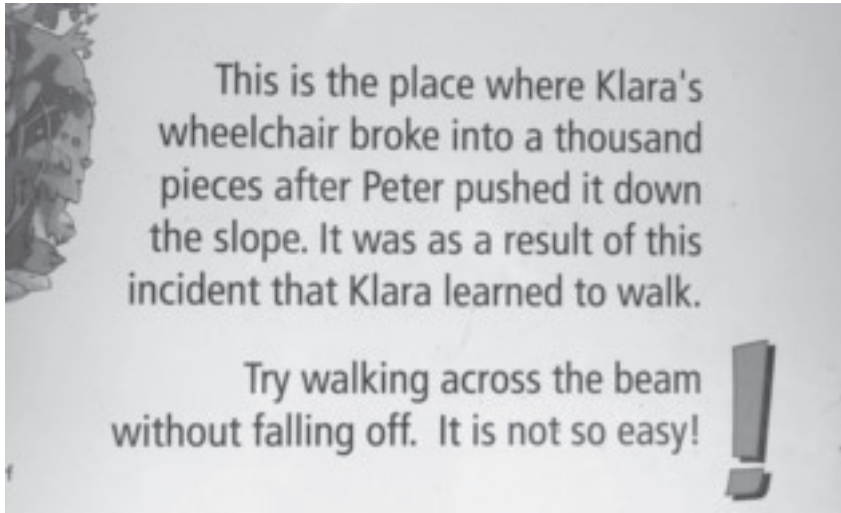 This is the place where Klara's
wheelchair broke into a thousand
pieces after Peter pushed it down
the slope. It was as a result of this
incident that Klara learned to walk.
Try walking across the beam
without falling off. It is not so easy!
!